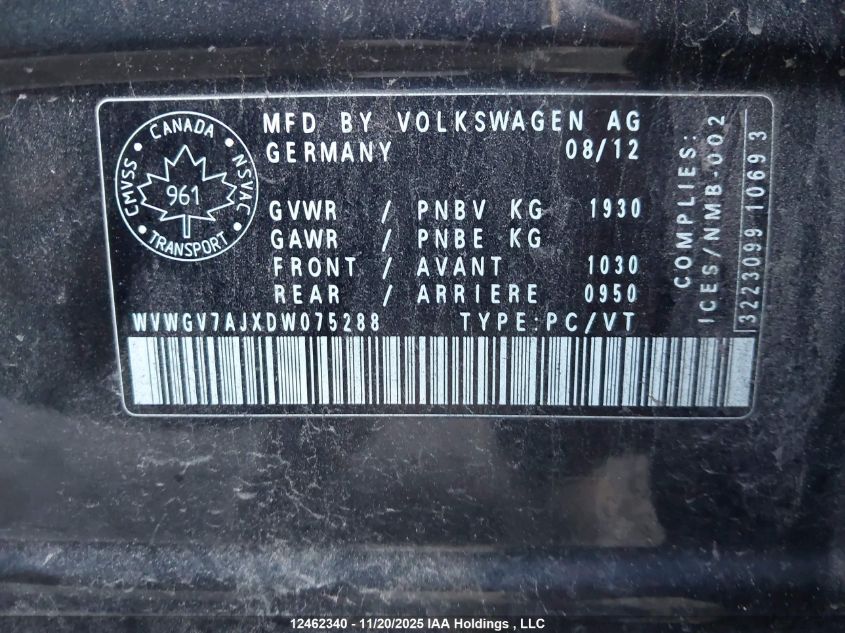 CANADA
CMVSS
NSVAC
961
TRANSPORT
MFD BY VOLKSWAGEN AG
GERMANY 08/12
GVWR / PNBV KG 1930
GAWR / PNBE KG
FRONT / AVANT 1030
REAR / ARRIERE 0950
WVWGV7AJXDW075288 TYPE:PC/VT
COMPLIES:
ICES/NMB-002
3223099 10693
12462340 - 11/20/2025 IAA Holdings , LLC